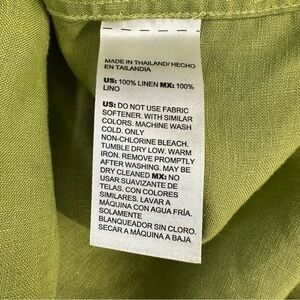 MADE IN THAILAND/ HECHO
EN TAILANDIA
US: 100% LINEN MX: 100%
LINO
US: DO NOT USE FABRIC
SOFTENER. WITH SIMILAR
COLORS. MACHINE WASH
COLD. ONLY
NON-CHLORINE BLEACH.
TUMBLE DRY LOW. WARM
IRON. REMOVE PROMPTLY
AFTER WASHING. MAY BE
DRY CLEANED MX: NO
USAR SUAVIZANTE DE
TELAS. CON COLORES
SIMILARES. LAVAR A
MÁQUINA CON AGUA FRÍA.
SOLAMENTE
BLANQUEADOR SIN CLORO.
SECAR A MÁQUINA A BAJA